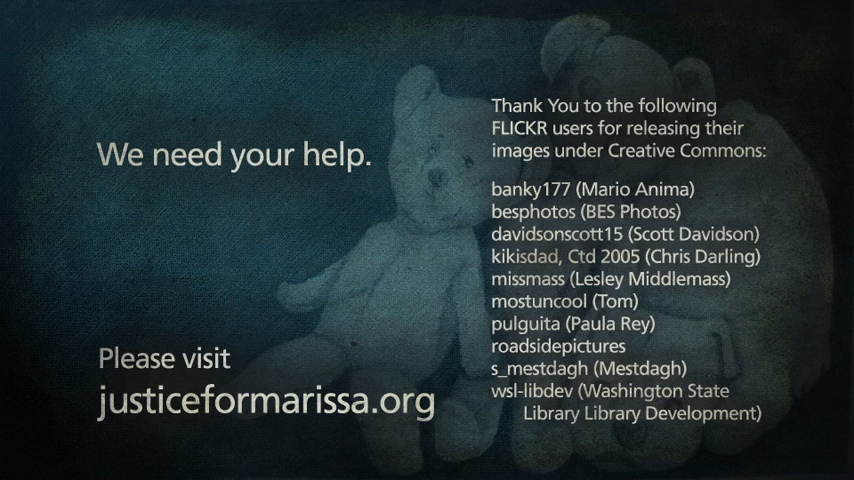 We need your help.
Please visit
justiceformarissa.org
Thank You to the following
FLICKR users for releasing their
images under Creative Commons:
banky177 (Mario Anima)
besphotos (BES Photos)
davidsonscott15 (Scott Davidson)
kikisdad, Ctd 2005 (Chris Darling)
missmass (Lesley Middlemass)
mostuncool (Tom)
pulguita (Paula Rey)
roadsidepictures
s_mestdagh (Mestdagh)
wsl-libdev (Washington State
Library Library Development)